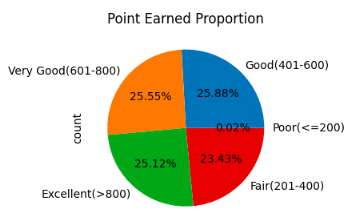 Point Earned Proportion
Good(401-600)
25.88%
Very Good(601-800)
25.55%
Excellent(>800)
25.12%
Fair(201-400)
23.43%
Poor(<=200)
0.02%
count